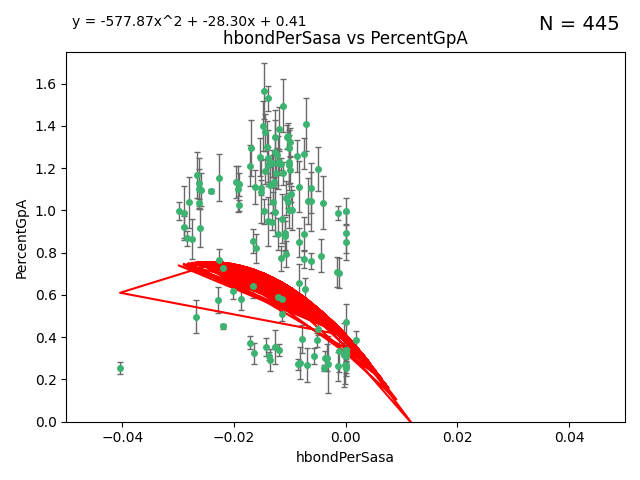 y = -577.87x^2 + -28.30x + 0.41
N = 445
hbondPerSasa vs PercentGpA
PercentGpA
1.6
1.4
1.2
1.0
0.8
0.6
0.4
0.2
0.0
−0.04
−0.02
0.00
0.02
0.04
hbondPerSasa